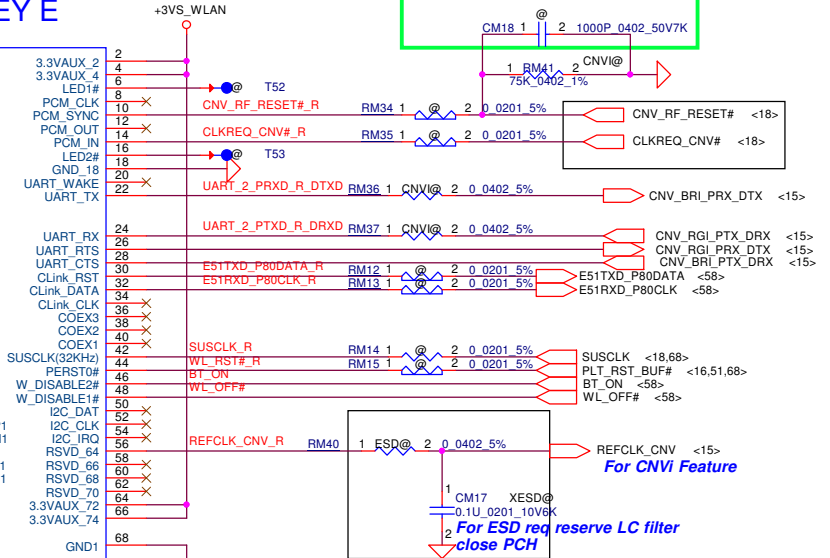 EY E
+3VS_WLAN
@
CM18 1 2 1000P_0402_50V7K
1 RM41 2 CNVI@
75K_0402_1%
2
3.3VAUX_2
4
3.3VAUX_4
6
LED1# @ T52
8
PCM_CLK
10 CNV_RF_RESET#_R RM34 1 @ 2 0_0201_5% CNV_RF_RESET# <18>
PCM_SYNC
12
PCM_OUT
14 CLKREQ_CNV#_R RM35 1 @ 2 0_0201_5% CLKREQ_CNV# <18>
PCM_IN
16
LED2# @ T53
18
GND_18
20
UART_WAKE
22 UART_2_PRXD_R_DTXD RM36 1 CNVI@ 2 0_0402_5% CNV_BRI_PRX_DTX <15>
UART_TX
24 UART_2_PTXD_R_DRXD RM37 1 CNVI@ 2 0_0402_5% CNV_RGI_PTX_DRX <15>
UART_RX
26 CNV_RGI_PRX_DTX <15>
UART_RTS
28 CNV_BRI_PTX_DRX <15>
UART_CTS
30 E51TXD_P80DATA_R RM12 1 @ 2 0_0201_5% E51TXD_P80DATA <58>
CLink_RST
32 E51RXD_P80CLK_R RM13 1 @ 2 0_0201_5% E51RXD_P80CLK <58>
CLink_DATA
34
CLink_CLK
36
COEX3
38
COEX2
40
COEX1
42 SUSCLK_R RM14 1 @ 2 0_0201_5% SUSCLK <18,68>
SUSCLK(32KHz)
44 WL_RST#_R RM15 1 @ 2 0_0201_5% PLT_RST_BUF# <16,51,68>
PERST0#
46 BT_ON BT_ON <58>
W_DISABLE2#
48 WL_OFF# WL_OFF# <58>
W_DISABLE1#
50
I2C_DAT
52
I2C_CLK
54
I2C_IRQ
56 REFCLK_CNV_R RM40 1 ESD@ 2 0_0402_5% REFCLK_CNV <15>
RSVD_64
For CNVi Feature
58
RSVD_66
60
RSVD_68
62
RSVD_70
64
3.3VAUX_72
66
3.3VAUX_74
68
GND1
1
CM17 XESD@
0.1U_0201_10V6K
2
For ESD req reserve LC filter
close PCH